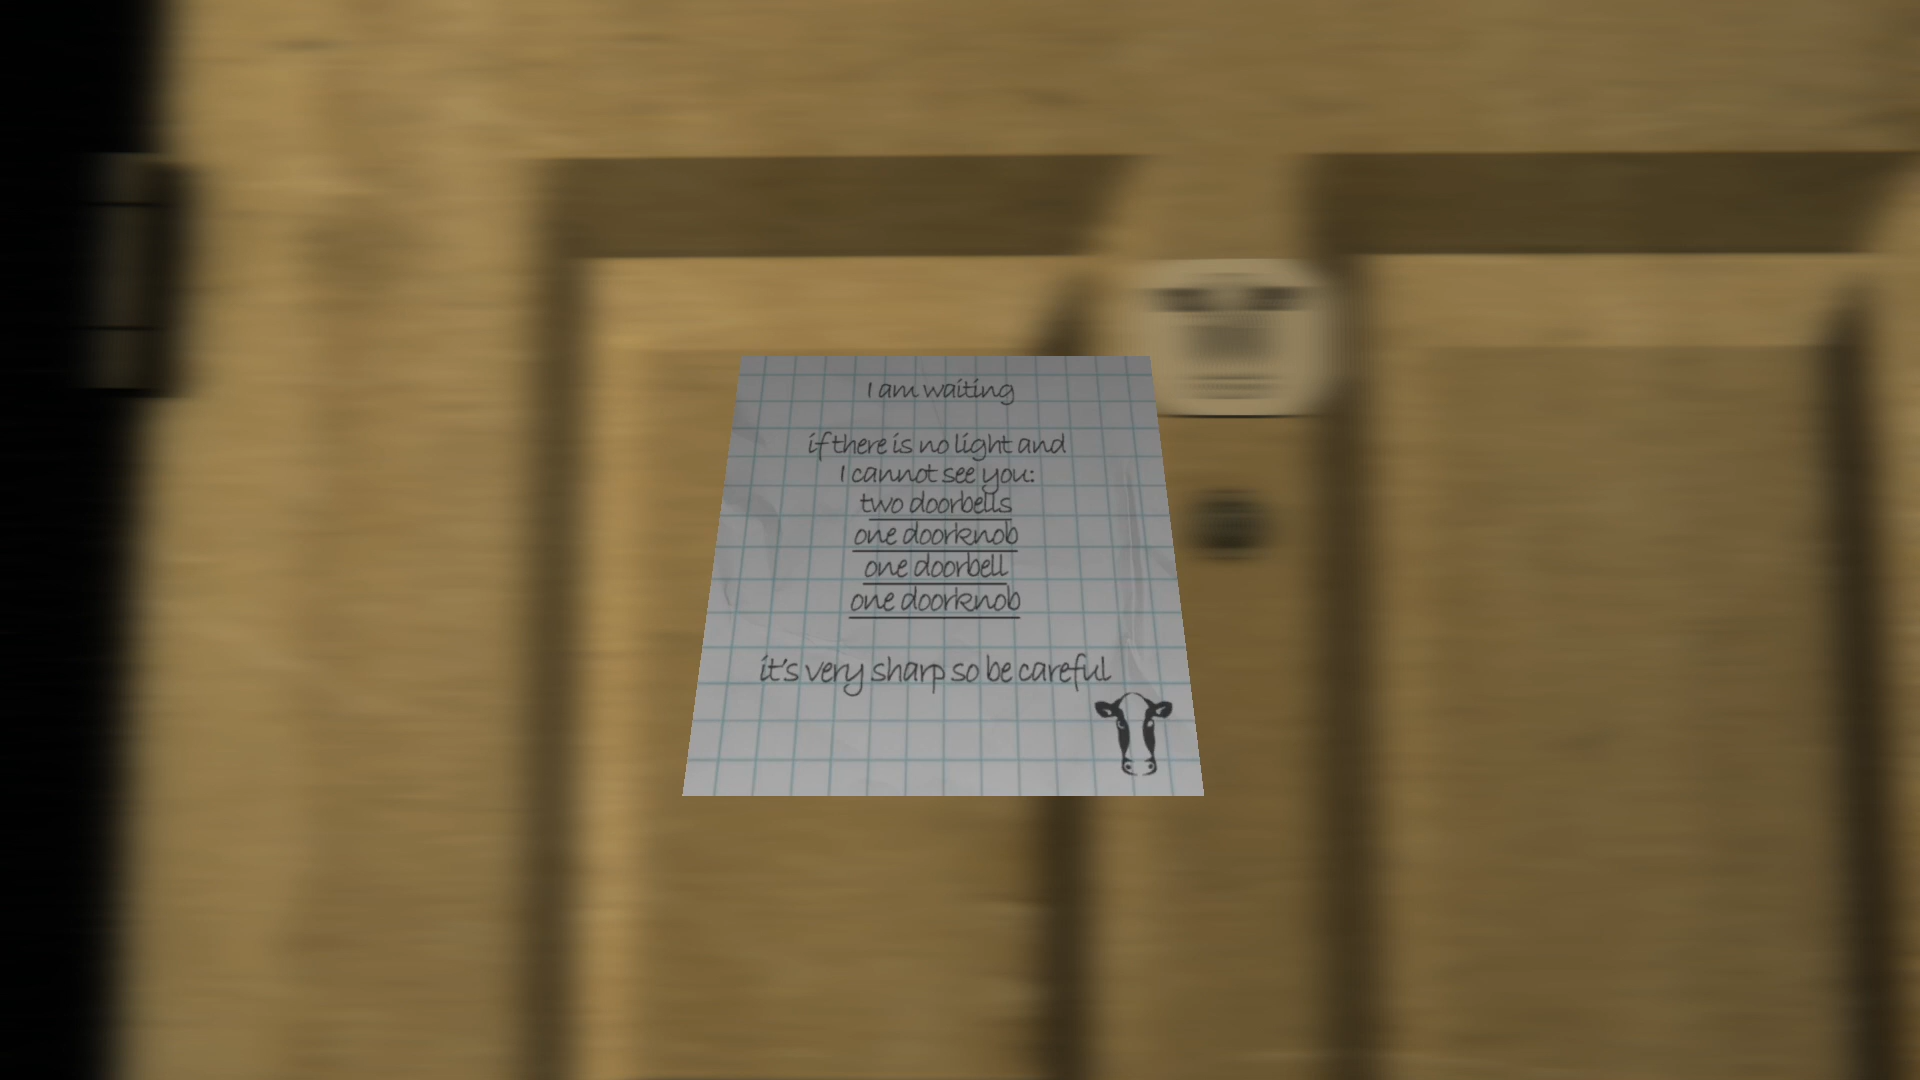 I am waiting
if there is no light and
I cannot see you:
two doorbells
one doorknob
one doorbell
one doorknob
it's very sharp so be careful